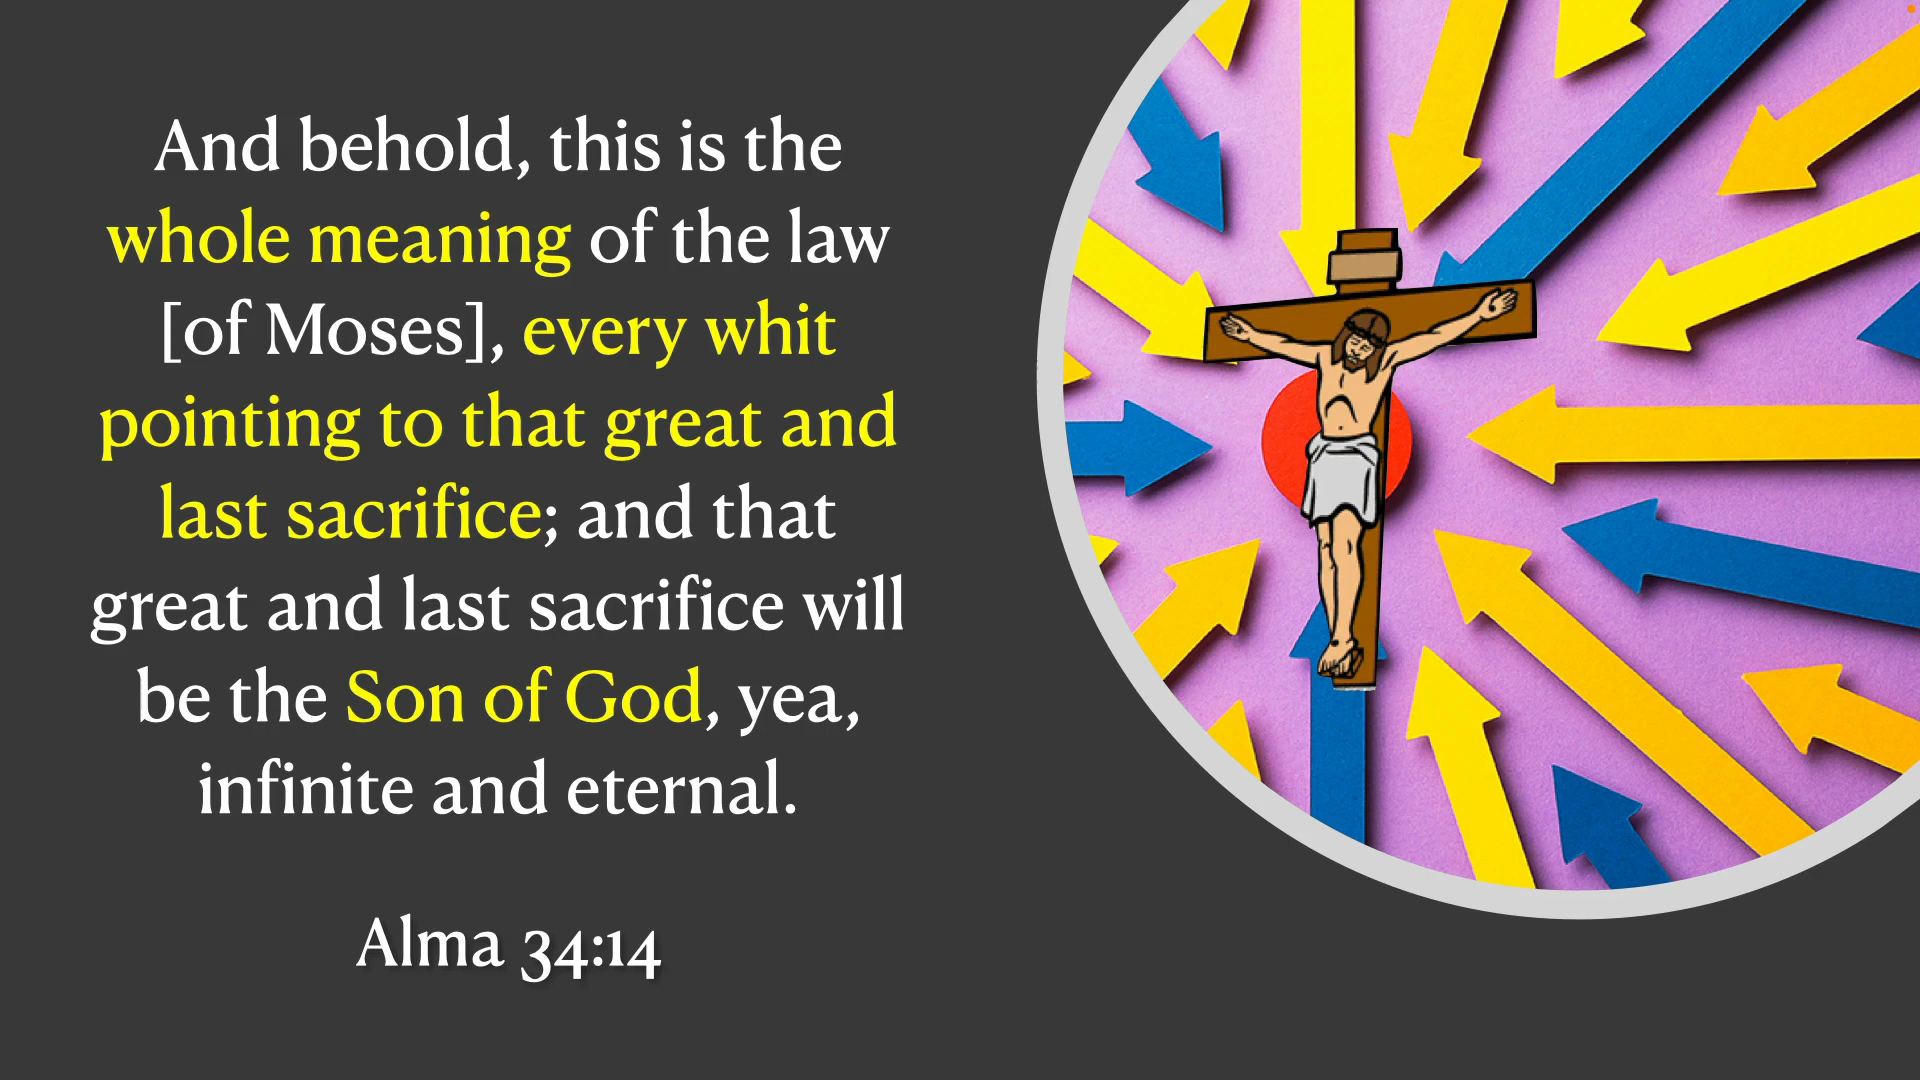 And behold, this is the
whole meaning of the law
[of Moses], every whit
pointing to that great and
last sacrifice; and that
great and last sacrifice will
be the Son of God, yea,
infinite and eternal.
Alma 34:14